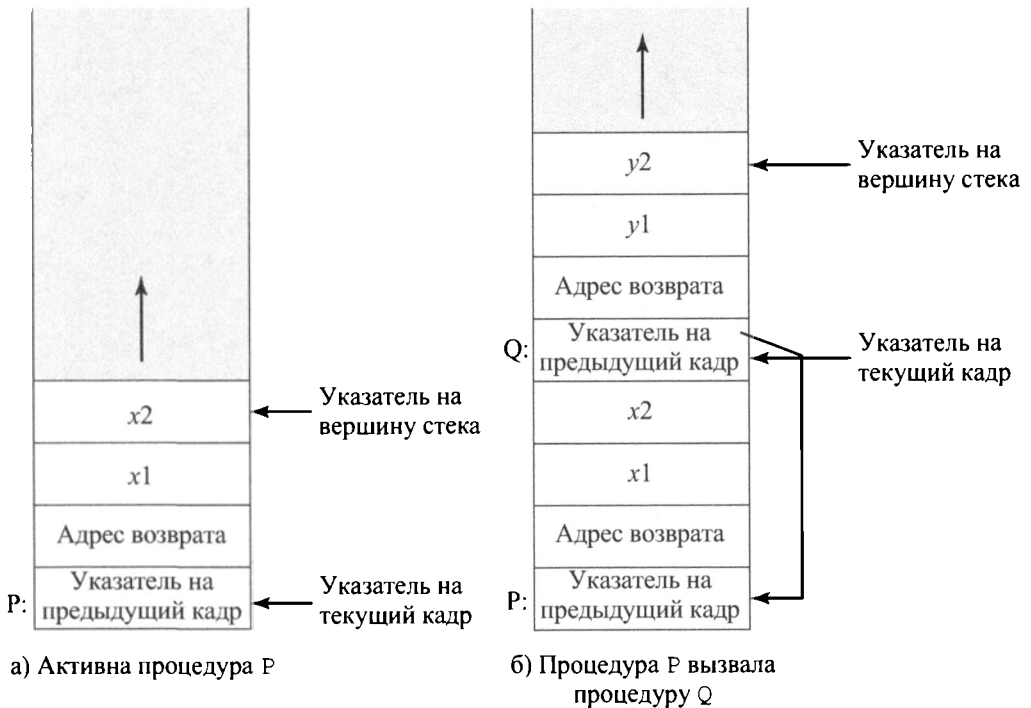 x2
x1
Адрес возврата
P:
Указатель на
предыдущий кадр
Указатель на
вершину стека
Указатель на
текущий кадр
а) Активна процедура P
y2
y1
Адрес возврата
Q:
Указатель на
предыдущий кадр
x2
x1
Адрес возврата
P:
Указатель на
предыдущий кадр
Указатель на
вершину стека
Указатель на
текущий кадр
б) Процедура P вызвала
процедуру Q